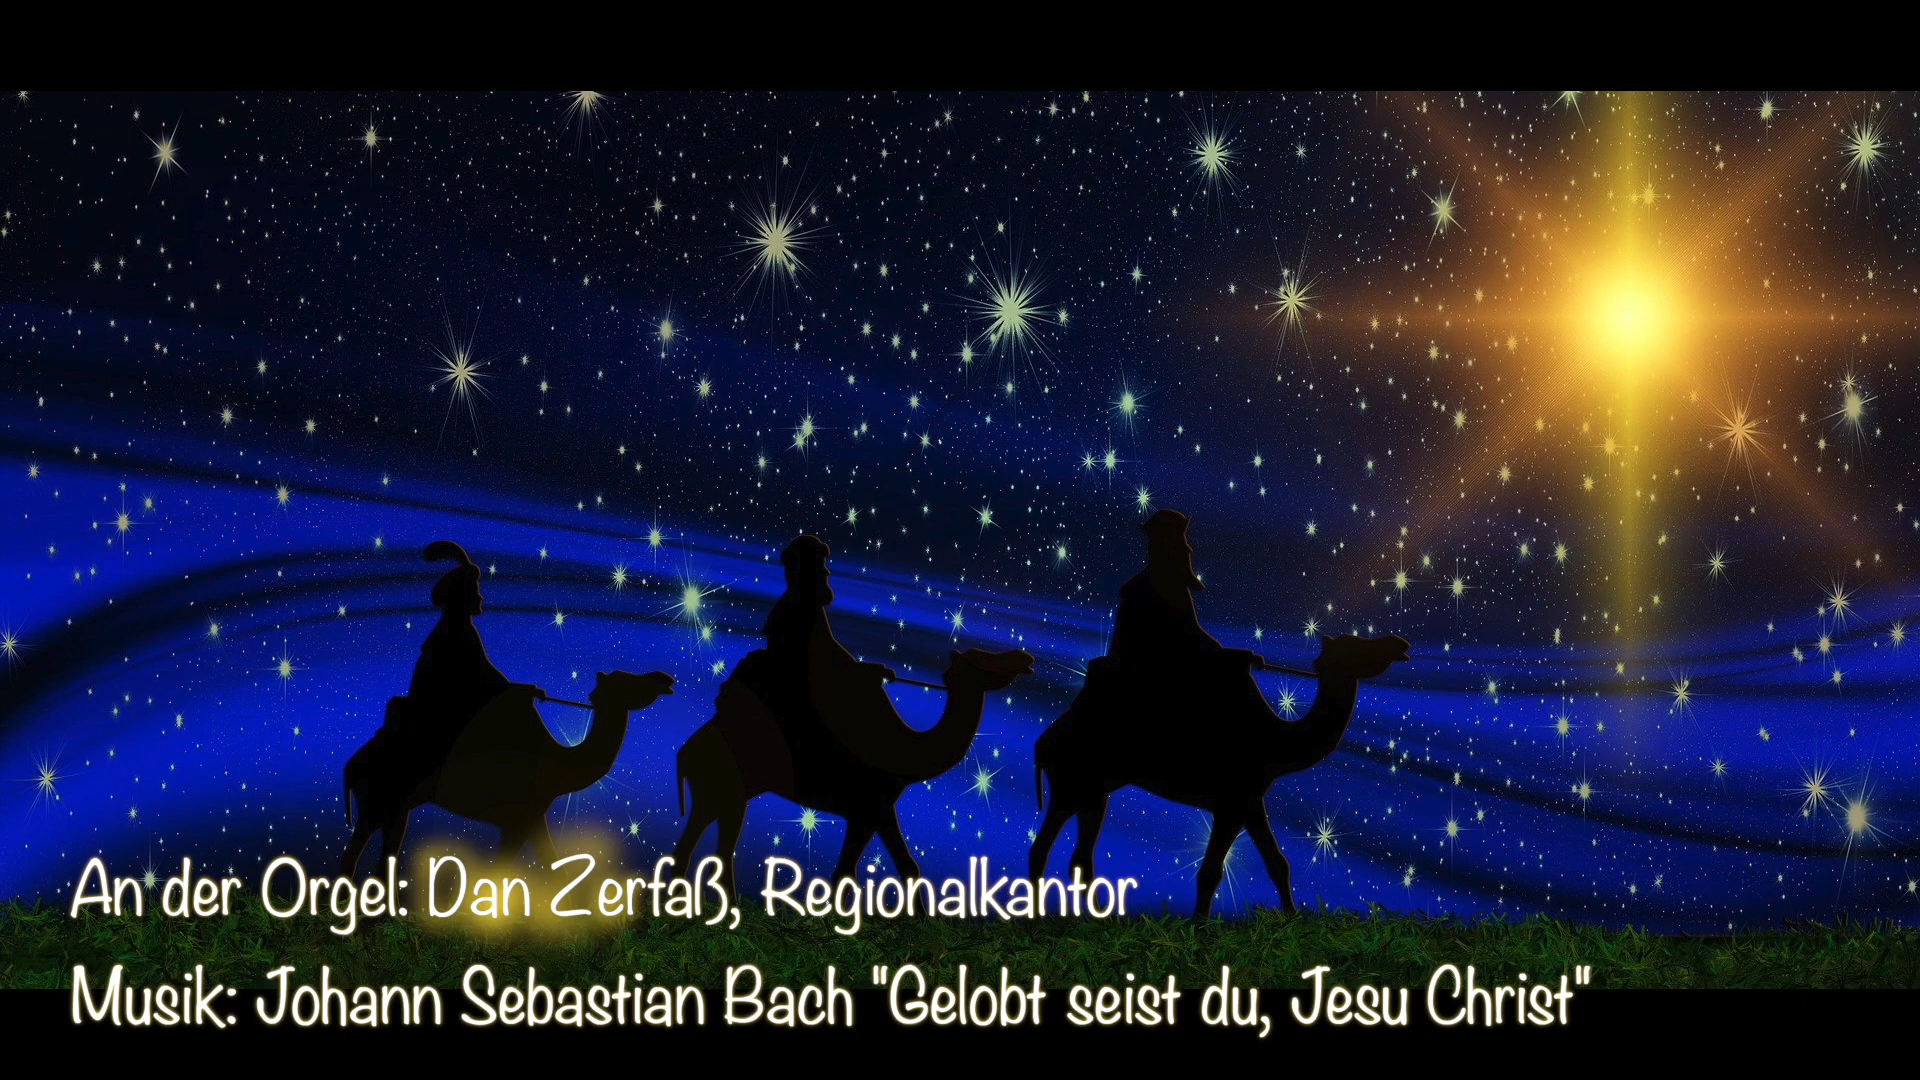 An der Orgel: Dan Zerfaß, Regionalkantor
Musik: Johann Sebastian Bach "Gelobt seist du, Jesu Christ"